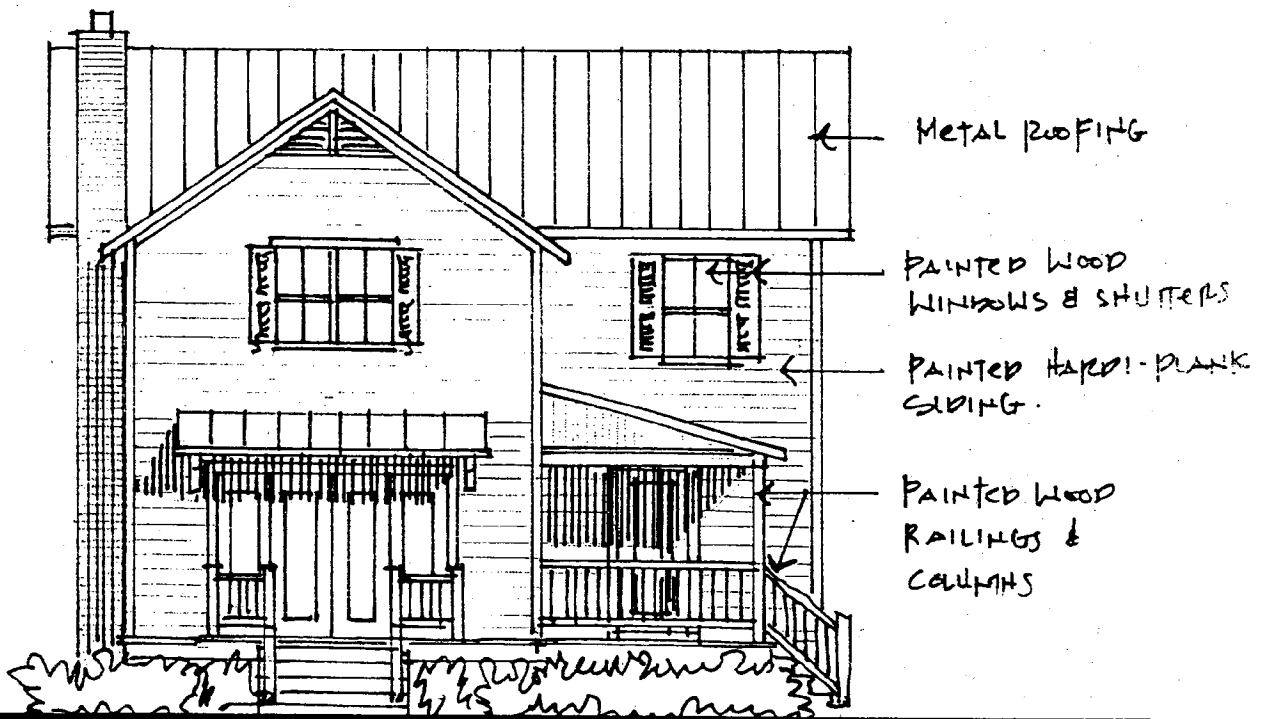 METAL ROOFING
PAINTED WOOD
WINDOWS & SHUTTERS
PAINTED HARDI-PLANK
SIDING.
PAINTED WOOD
RAILINGS &
COLUMNS